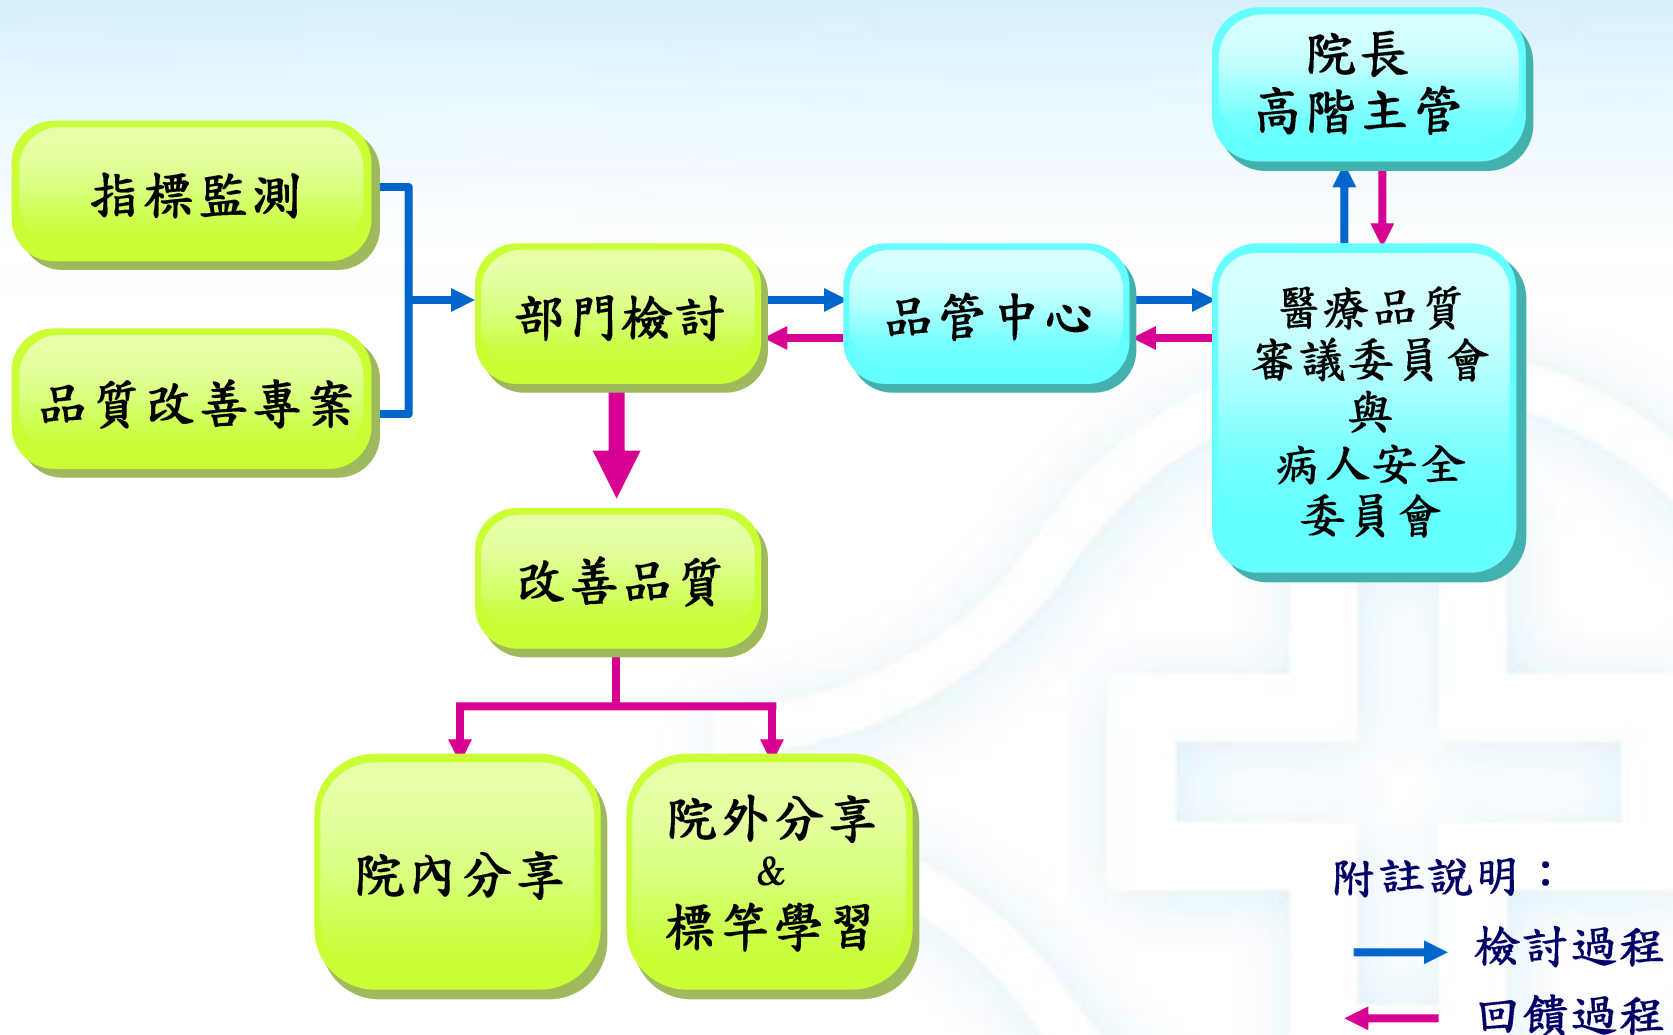 院長
高階主管
指標監測
品質改善專案
部門檢討
品管中心
醫療品質
審議委員會
與
病人安全
委員會
改善品質
院內分享
院外分享
&
標竿學習
附註說明：
檢討過程
回饋過程